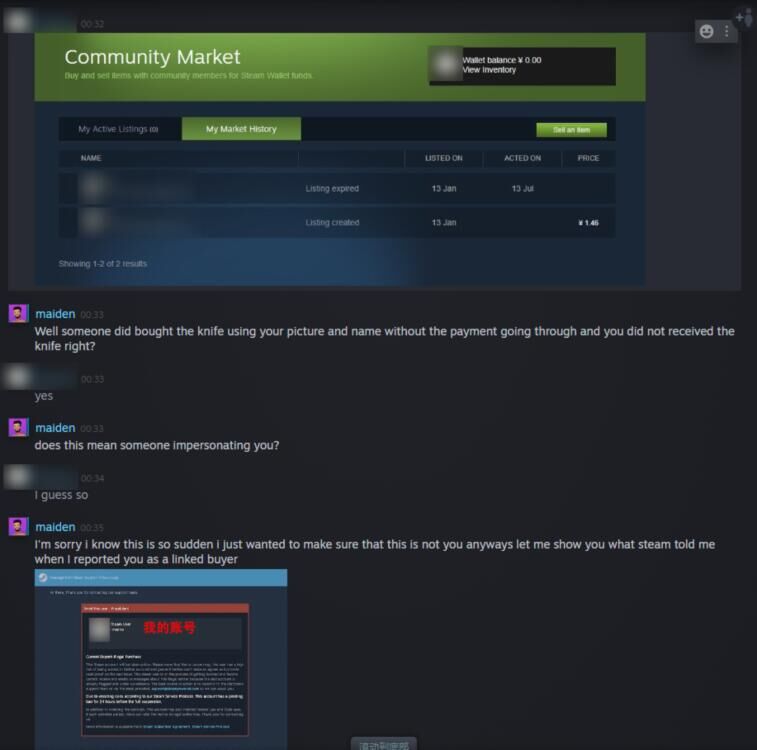 00:32
Community Market
Buy and sell items with community members for Steam Wallet funds.
Wallet balance ¥ 0.00
View Inventory
My Active Listings (0)
My Market History
Sell an item
NAME
LISTED ON
ACTED ON
PRICE
Listing expired
13 Jan
13 Jul
Listing created
13 Jan
¥ 1.46
Showing 1-2 of 2 results
maiden 00:33
Well someone did bought the knife using your picture and name without the payment going through and you did not received the
knife right?
00:33
yes
maiden 00:33
does this mean someone impersonating you?
00:34
I guess so
maiden 00:35
I'm sorry i know this is so sudden i just wanted to make sure that this is not you anyways let me show you what steam told me
when I reported you as a linked buyer
我的账号
滚动到底部